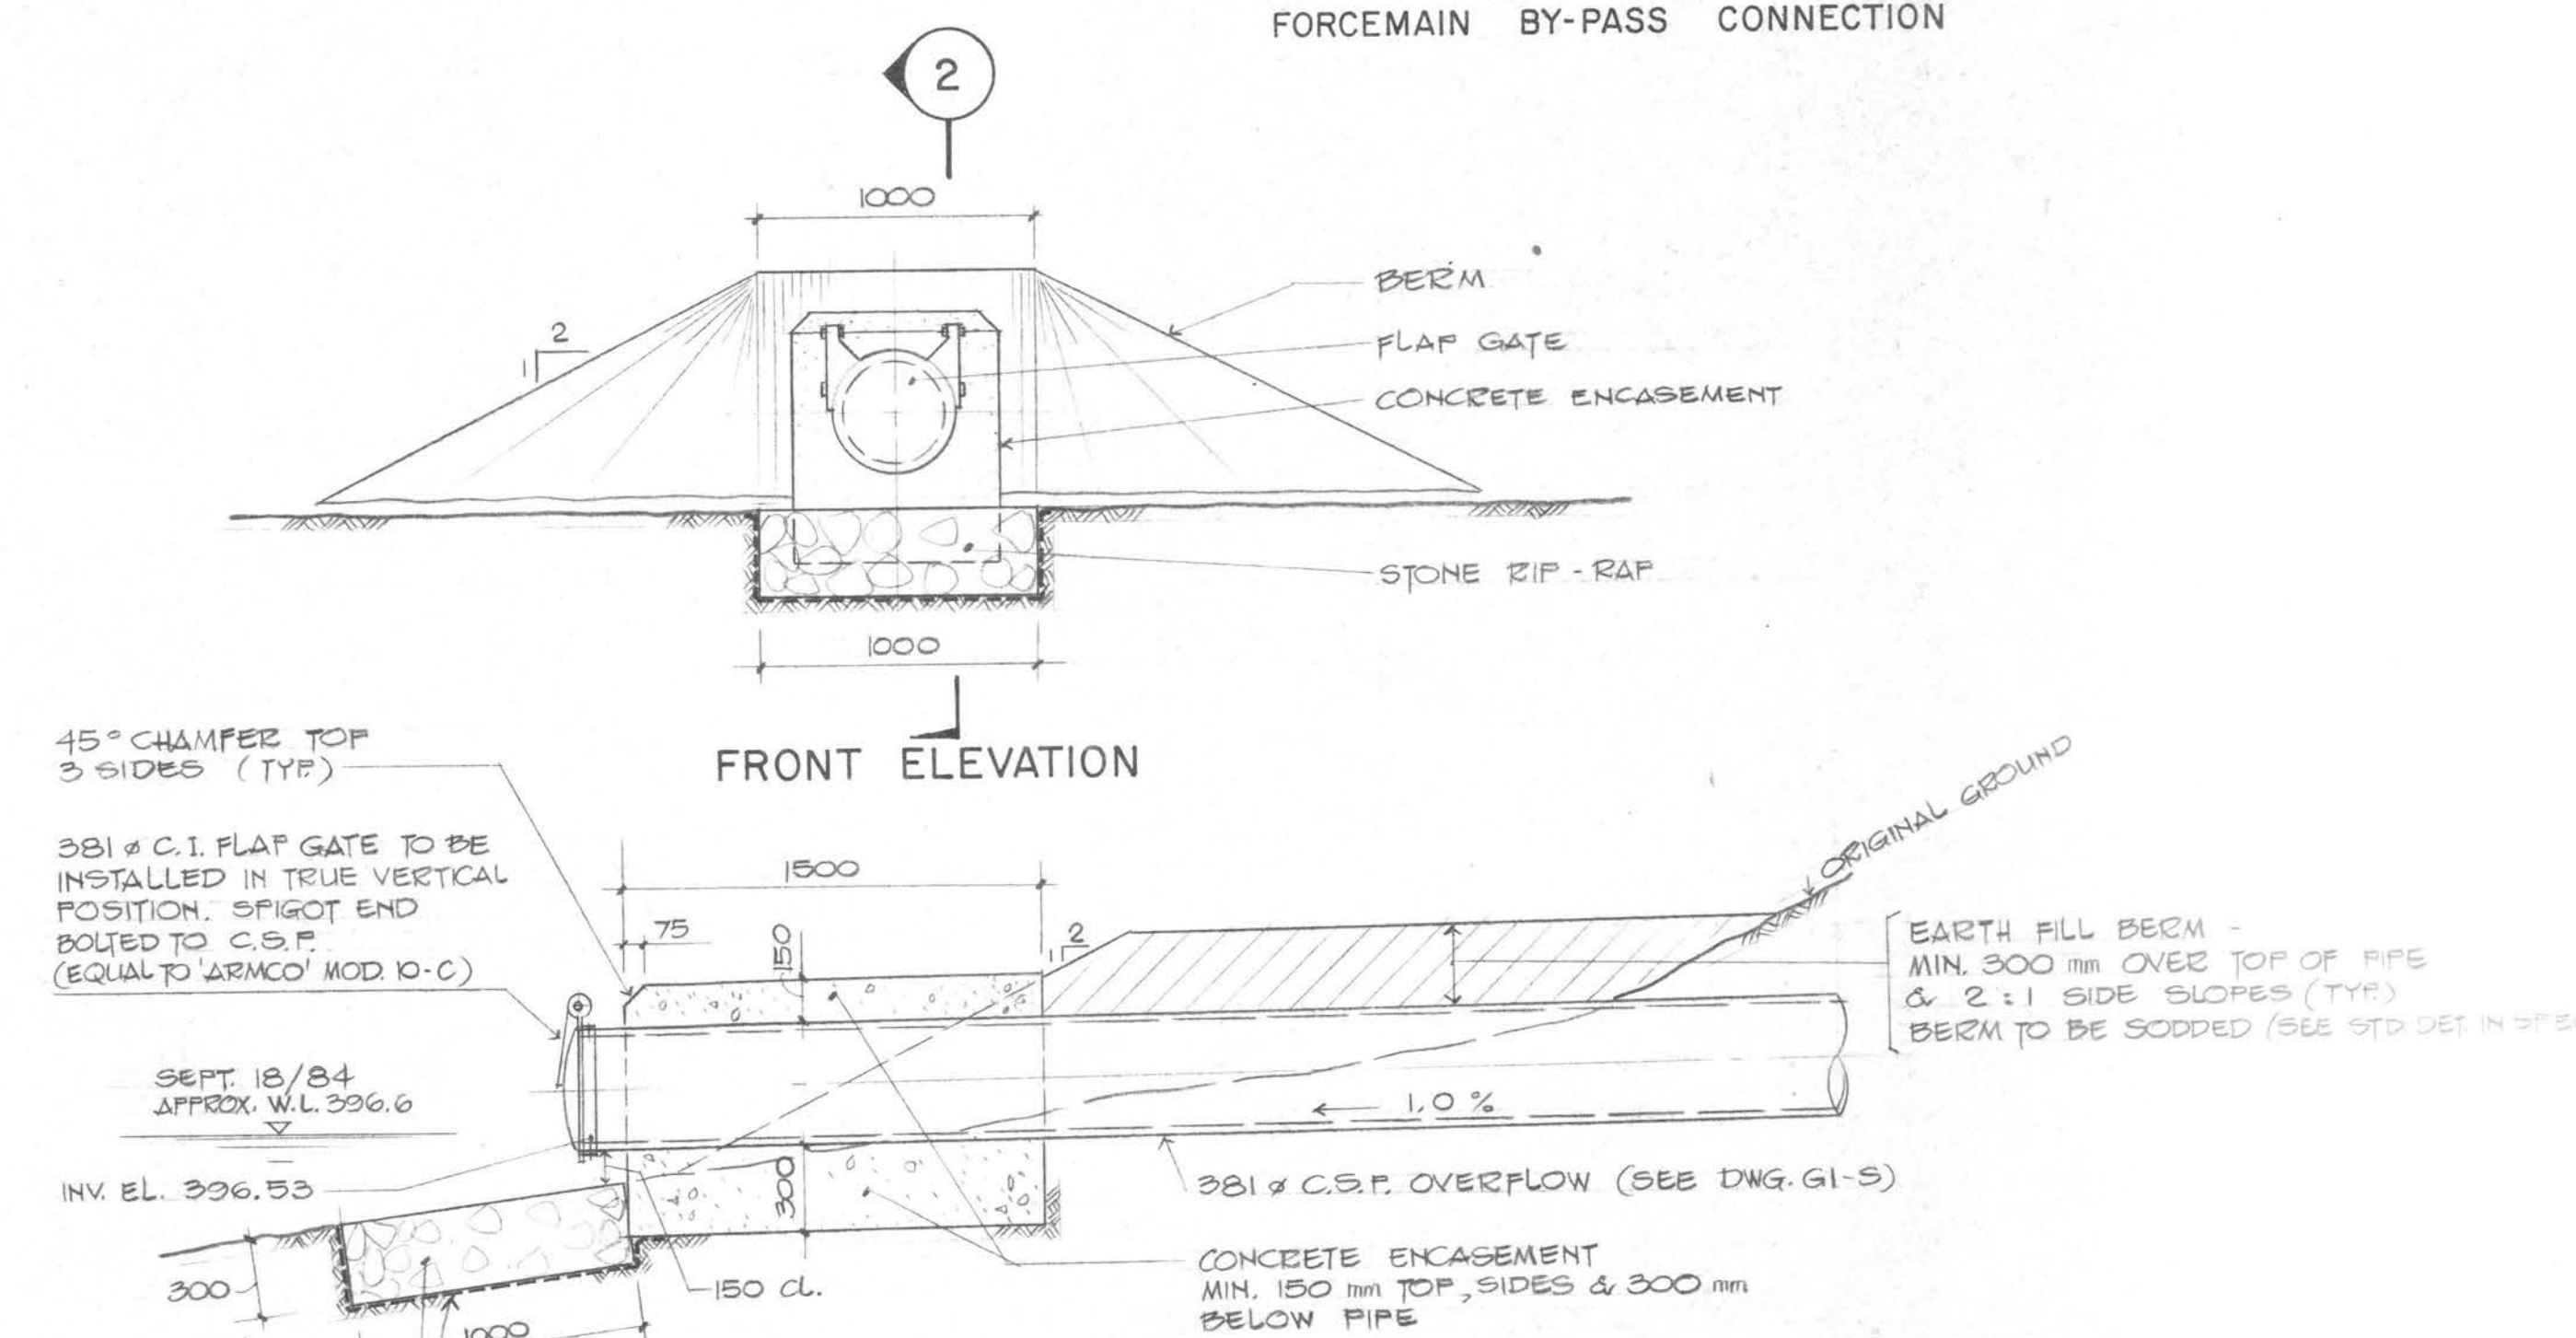 FORCEMAIN BY-PASS CONNECTION
2
1000
2
1
BERM
FLAP GATE
CONCRETE ENCASEMENT
STONE RIP-RAP
1000
FRONT ELEVATION
45° CHAMFER TOP
3 SIDES (TYP.)
381 ø C.I. FLAP GATE TO BE
INSTALLED IN TRUE VERTICAL
POSITION. SPIGOT END
BOLTED TO C.S.P.
(EQUAL TO 'ARMCO' MOD. 10-C)
SEPT. 18/84
APPROX. W.L. 396.6
INV. EL. 396.53
300
1000
150 CL.
1500
75
150
300
2
1
ORIGINAL GROUND
EARTH FILL BERM -
MIN. 300 mm OVER TOP OF PIPE
& 2:1 SIDE SLOPES (TYP.)
BERM TO BE SODDED (SEE STD. DET. IN
1.0 %
381 ø C.S.P. OVERFLOW (SEE DWG. G1-S)
CONCRETE ENCASEMENT
MIN. 150 mm TOP, SIDES & 300 mm
BELOW PIPE